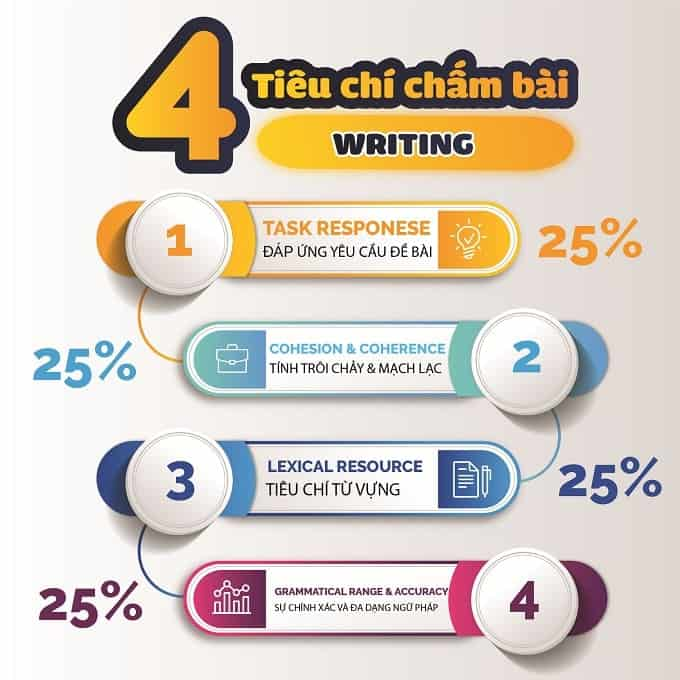 4 Tiêu chí chấm bài
WRITING
1 TASK RESPONESE 25%
ĐÁP ỨNG YÊU CẦU ĐỀ BÀI
25% COHESION & COHERENCE 2
TÍNH TRÔI CHẢY & MẠCH LẠC
3 LEXICAL RESOURCE 25%
TIÊU CHÍ TỪ VỰNG
25% GRAMMATICAL RANGE & ACCURACY 4
SỰ CHÍNH XÁC VÀ ĐA DẠNG NGỮ PHÁP